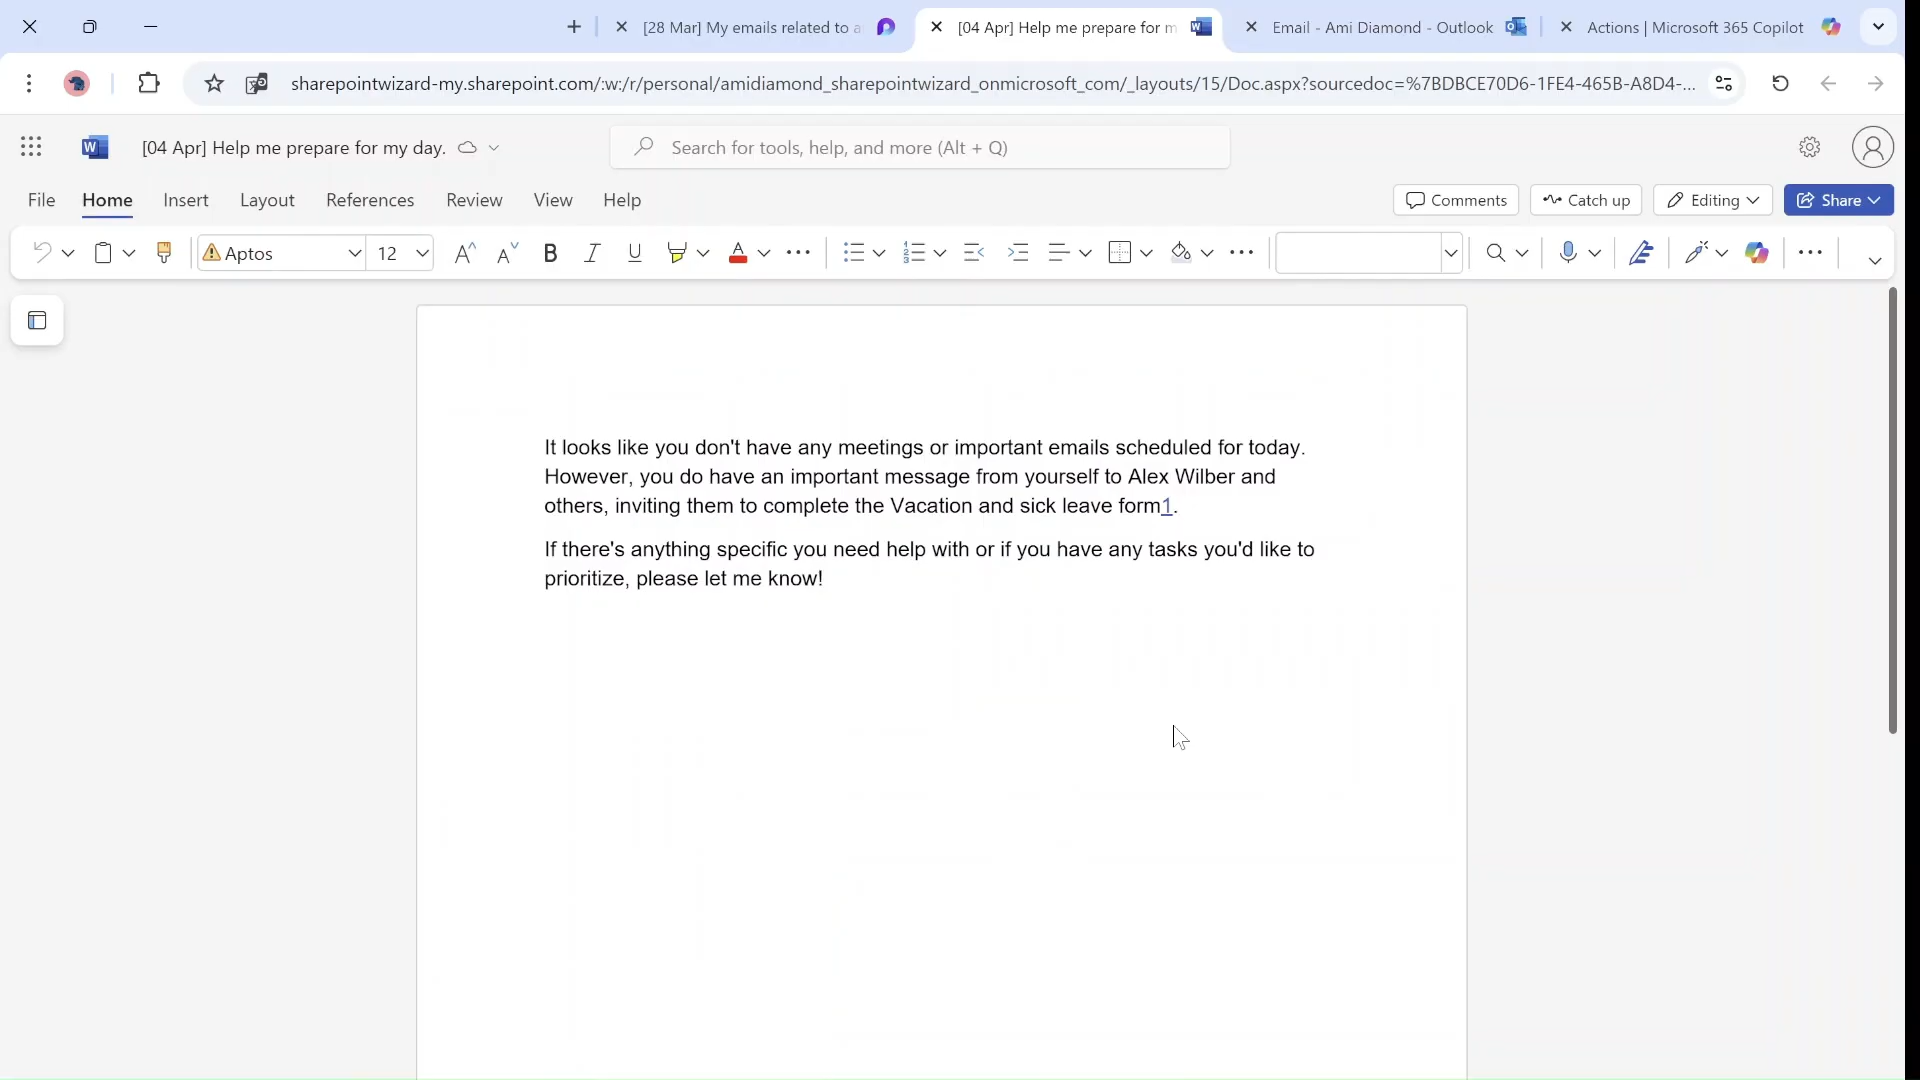 [28 Mar] My emails related to a
[04 Apr] Help me prepare for m
Email - Ami Diamond - Outlook
Actions | Microsoft 365 Copilot
sharepointwizard-my.sharepoint.com/:w:/r/personal/amidiamond_sharepointwizard_onmicrosoft_com/_layouts/15/Doc.aspx?sourcedoc=%7BDBCE70D6-1FE4-465B-A8D4-...
[04 Apr] Help me prepare for my day.
Search for tools, help, and more (Alt + Q)
File Home Insert Layout References Review View Help
Comments Catch up Editing Share
Aptos 12
It looks like you don't have any meetings or important emails scheduled for today.
However, you do have an important message from yourself to Alex Wilber and
others, inviting them to complete the Vacation and sick leave form1.
If there's anything specific you need help with or if you have any tasks you'd like to
prioritize, please let me know!